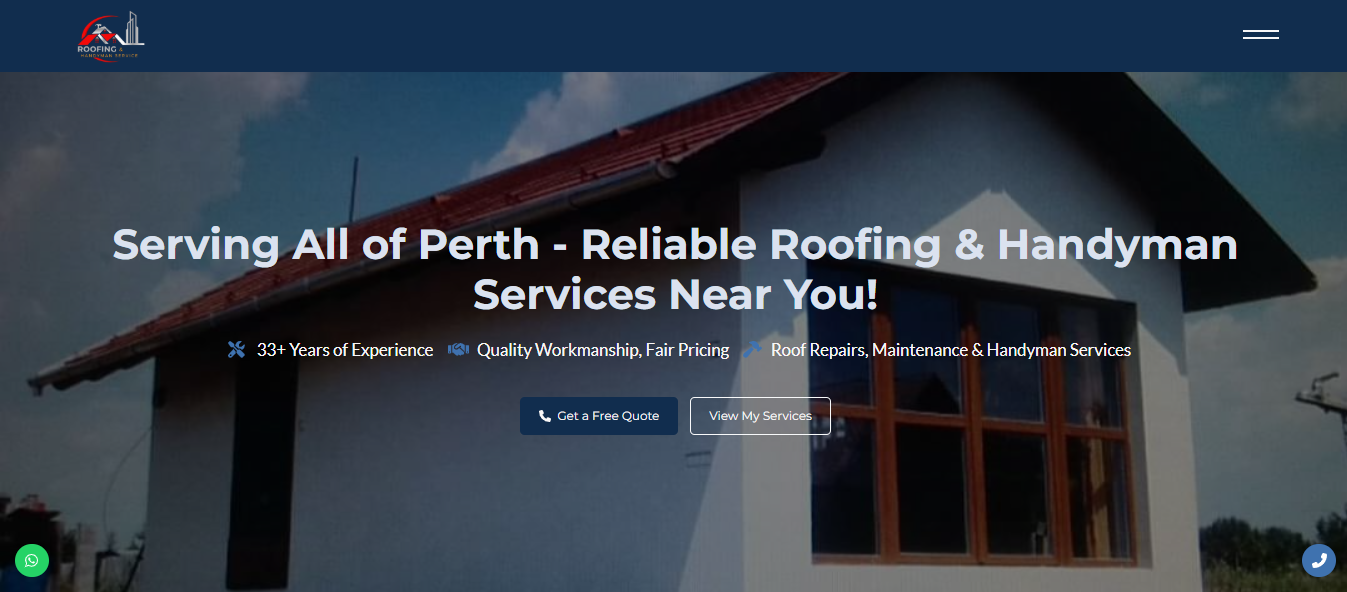 ROOFING &
HANDYMAN SERVICE
Serving All of Perth - Reliable Roofing & Handyman
Services Near You!
33+ Years of Experience Quality Workmanship, Fair Pricing Roof Repairs, Maintenance & Handyman Services
Get a Free Quote View My Services